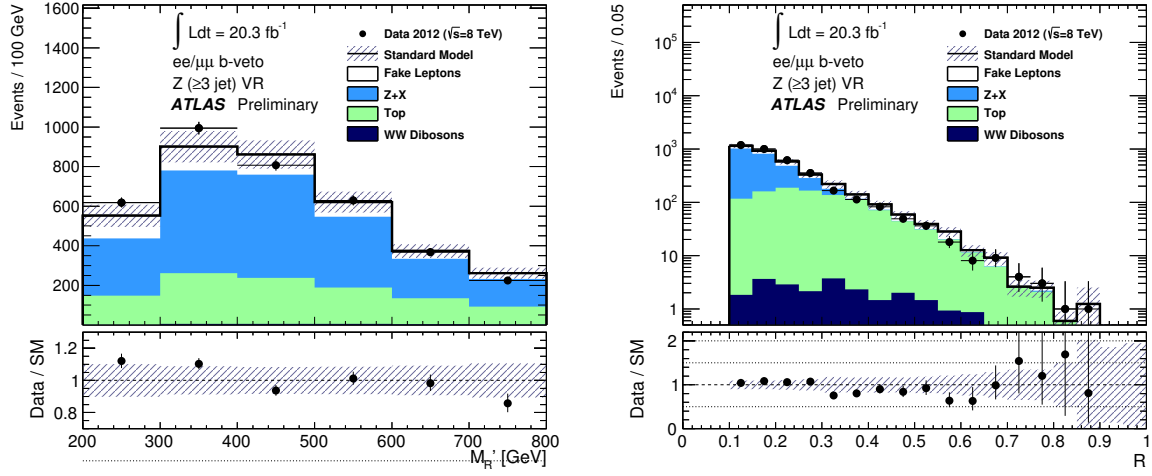 Events / 100 GeV
1600
1400
1200
1000
800
600
400
200
∫ Ldt = 20.3 fb⁻¹
ee/μμ b-veto
Z (≥3 jet) VR
ATLAS Preliminary
Data 2012 (√s=8 TeV)
Standard Model
Fake Leptons
Z+X
Top
WW Dibosons
Data / SM
1.2
1
0.8
200 300 400 500 600 700 800
M_R' [GeV]
Events / 0.05
10⁵
10⁴
10³
10²
10
1
∫ Ldt = 20.3 fb⁻¹
ee/μμ b-veto
Z (≥3 jet) VR
ATLAS Preliminary
Data 2012 (√s=8 TeV)
Standard Model
Fake Leptons
Z+X
Top
WW Dibosons
Data / SM
2
1
0
0 0.1 0.2 0.3 0.4 0.5 0.6 0.7 0.8 0.9 1
R